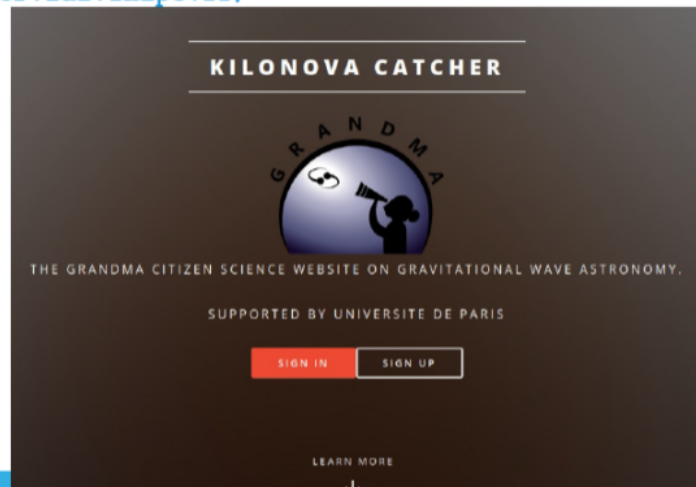 KILONOVA CATCHER
GRANDMA
THE GRANDMA CITIZEN SCIENCE WEBSITE ON GRAVITATIONAL WAVE ASTRONOMY.
SUPPORTED BY UNIVERSITE DE PARIS
SIGN IN
SIGN UP
LEARN MORE